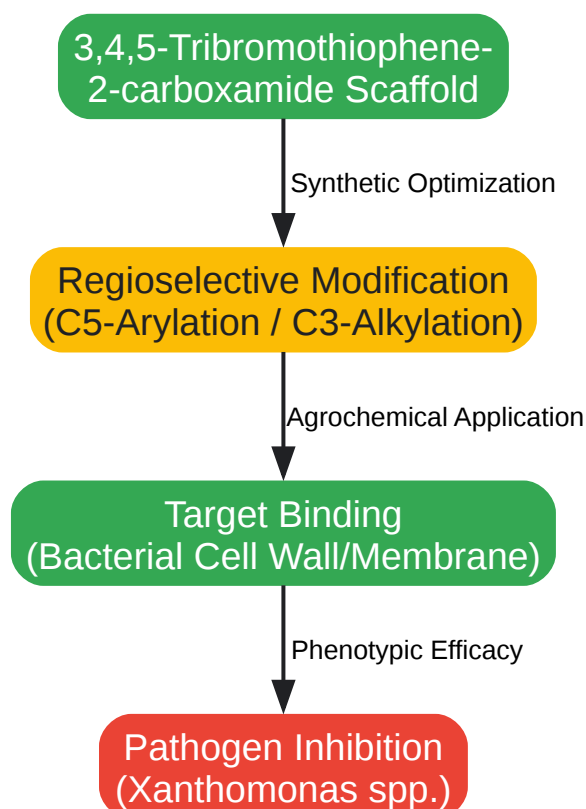 3,4,5-Tribromothiophene-
2-carboxamide Scaffold
Synthetic Optimization
Regioselective Modification
(C5-Arylation / C3-Alkylation)
Agrochemical Application
Target Binding
(Bacterial Cell Wall/Membrane)
Phenotypic Efficacy
Pathogen Inhibition
(Xanthomonas spp.)